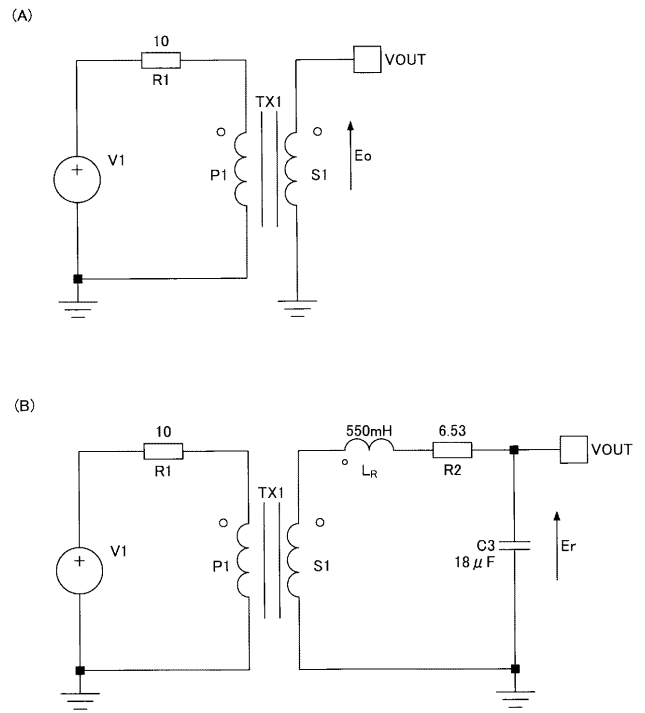 (A)
10
R1
VOUT
TX1
V1
P1
S1
Eo
+
(B)
10
R1
550mH
LR
6.53
R2
VOUT
TX1
V1
P1
S1
C3
18μF
Er
+